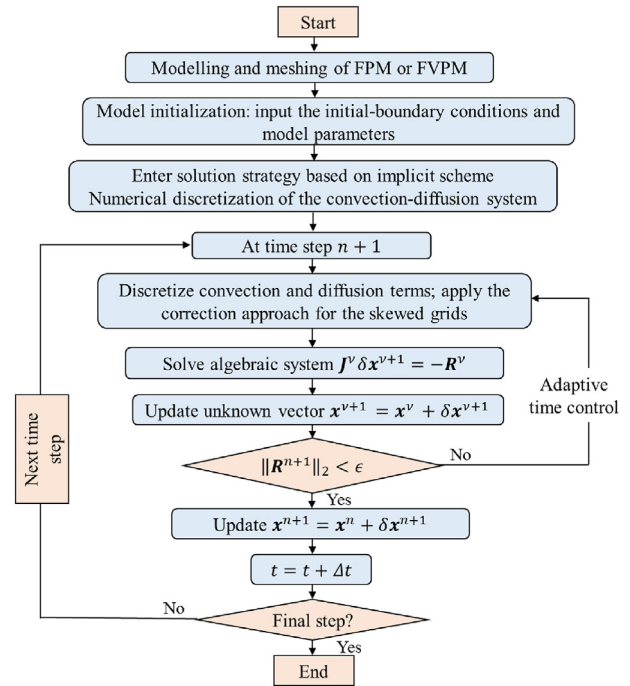 Start
Modelling and meshing of FPM or FVPM
Model initialization: input the initial-boundary conditions and
model parameters
Enter solution strategy based on implicit scheme
Numerical discretization of the convection-diffusion system
At time step n + 1
Discretize convection and diffusion terms; apply the
correction approach for the skewed grids
Solve algebraic system J^ν δx^{ν+1} = −R^ν
Update unknown vector x^{ν+1} = x^ν + δx^{ν+1}
Adaptive
time control
‖R^{n+1}‖₂ < ϵ
No
Yes
Update x^{n+1} = x^n + δx^{n+1}
t = t + Δt
Next time
step
Final step?
No
Yes
End